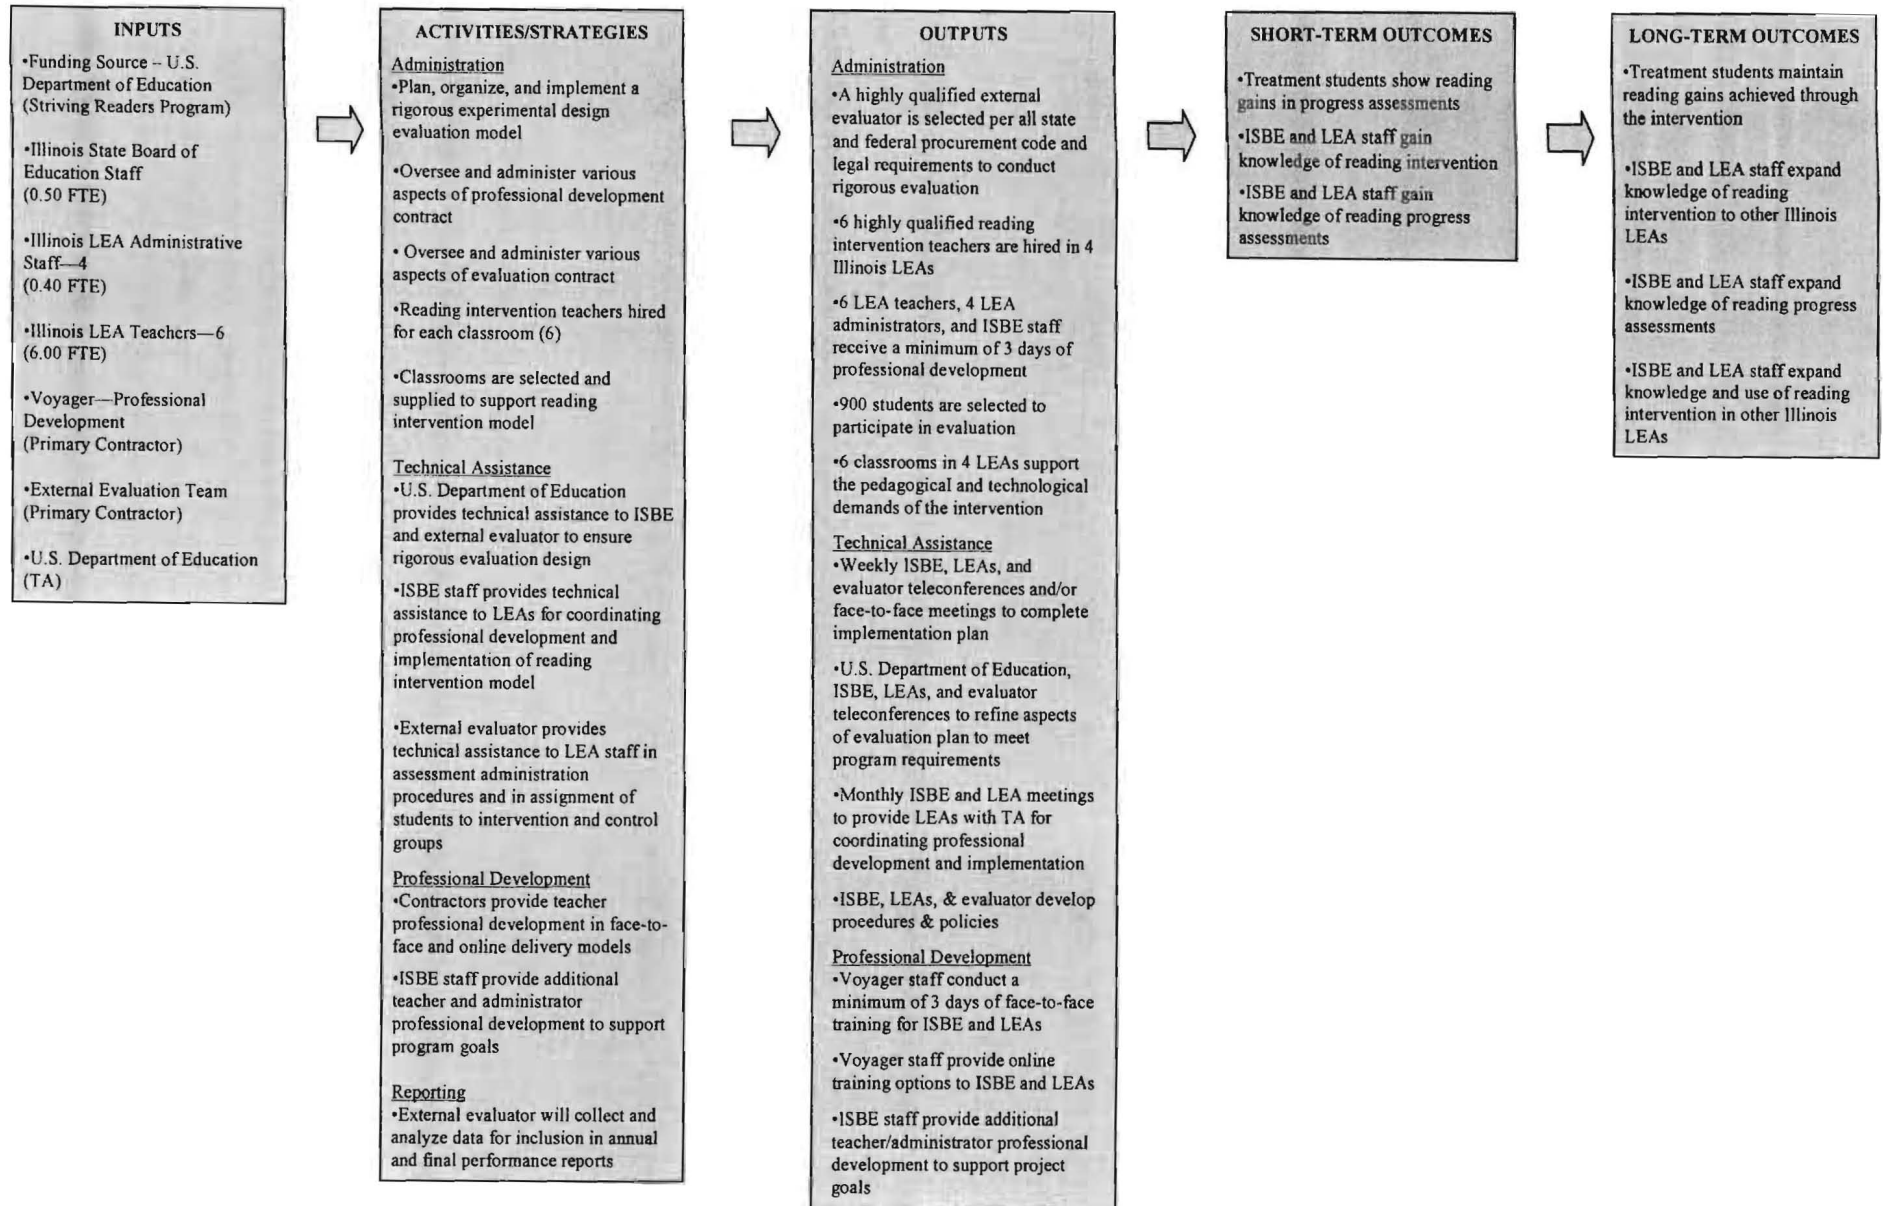 INPUTS
•Funding Source – U.S.
Department of Education
(Striving Readers Program)
•Illinois State Board of
Education Staff
(0.50 FTE)
•Illinois LEA Administrative
Staff—4
(0.40 FTE)
•Illinois LEA Teachers—6
(6.00 FTE)
•Voyager—Professional
Development
(Primary Contractor)
•External Evaluation Team
(Primary Contractor)
•U.S. Department of Education
(TA)
ACTIVITIES/STRATEGIES
Administration
•Plan, organize, and implement a
rigorous experimental design
evaluation model
•Oversee and administer various
aspects of professional development
contract
• Oversee and administer various
aspects of evaluation contract
•Reading intervention teachers hired
for each classroom (6)
•Classrooms are selected and
supplied to support reading
intervention model
Technical Assistance
•U.S. Department of Education
provides technical assistance to ISBE
and external evaluator to ensure
rigorous evaluation design
•ISBE staff provides technical
assistance to LEAs for coordinating
professional development and
implementation of reading
intervention model
•External evaluator provides
technical assistance to LEA staff in
assessment administration
procedures and in assignment of
students to intervention and control
groups
Professional Development
•Contractors provide teacher
professional development in face-to-
face and online delivery models
•ISBE staff provide additional
teacher and administrator
professional development to support
program goals
Reporting
•External evaluator will collect and
analyze data for inclusion in annual
and final performance reports
OUTPUTS
Administration
•A highly qualified external
evaluator is selected per all state
and federal procurement code and
legal requirements to conduct
rigorous evaluation
•6 highly qualified reading
intervention teachers are hired in 4
Illinois LEAs
•6 LEA teachers, 4 LEA
administrators, and ISBE staff
receive a minimum of 3 days of
professional development
•900 students are selected to
participate in evaluation
•6 classrooms in 4 LEAs support
the pedagogical and technological
demands of the intervention
Technical Assistance
•Weekly ISBE, LEAs, and
evaluator teleconferences and/or
face-to-face meetings to complete
implementation plan
•U.S. Department of Education,
ISBE, LEAs, and evaluator
teleconferences to refine aspects
of evaluation plan to meet
program requirements
•Monthly ISBE and LEA meetings
to provide LEAs with TA for
coordinating professional
development and implementation
•ISBE, LEAs, & evaluator develop
procedures & policies
Professional Development
•Voyager staff conduct a
minimum of 3 days of face-to-face
training for ISBE and LEAs
•Voyager staff provide online
training options to ISBE and LEAs
•ISBE staff provide additional
teacher/administrator professional
development to support project
goals
SHORT-TERM OUTCOMES
•Treatment students show reading
gains in progress assessments
•ISBE and LEA staff gain
knowledge of reading intervention
•ISBE and LEA staff gain
knowledge of reading progress
assessments
LONG-TERM OUTCOMES
•Treatment students maintain
reading gains achieved through
the intervention
•ISBE and LEA staff expand
knowledge of reading
intervention to other Illinois
LEAs
•ISBE and LEA staff expand
knowledge of reading progress
assessments
•ISBE and LEA staff expand
knowledge and use of reading
intervention in other Illinois
LEAs